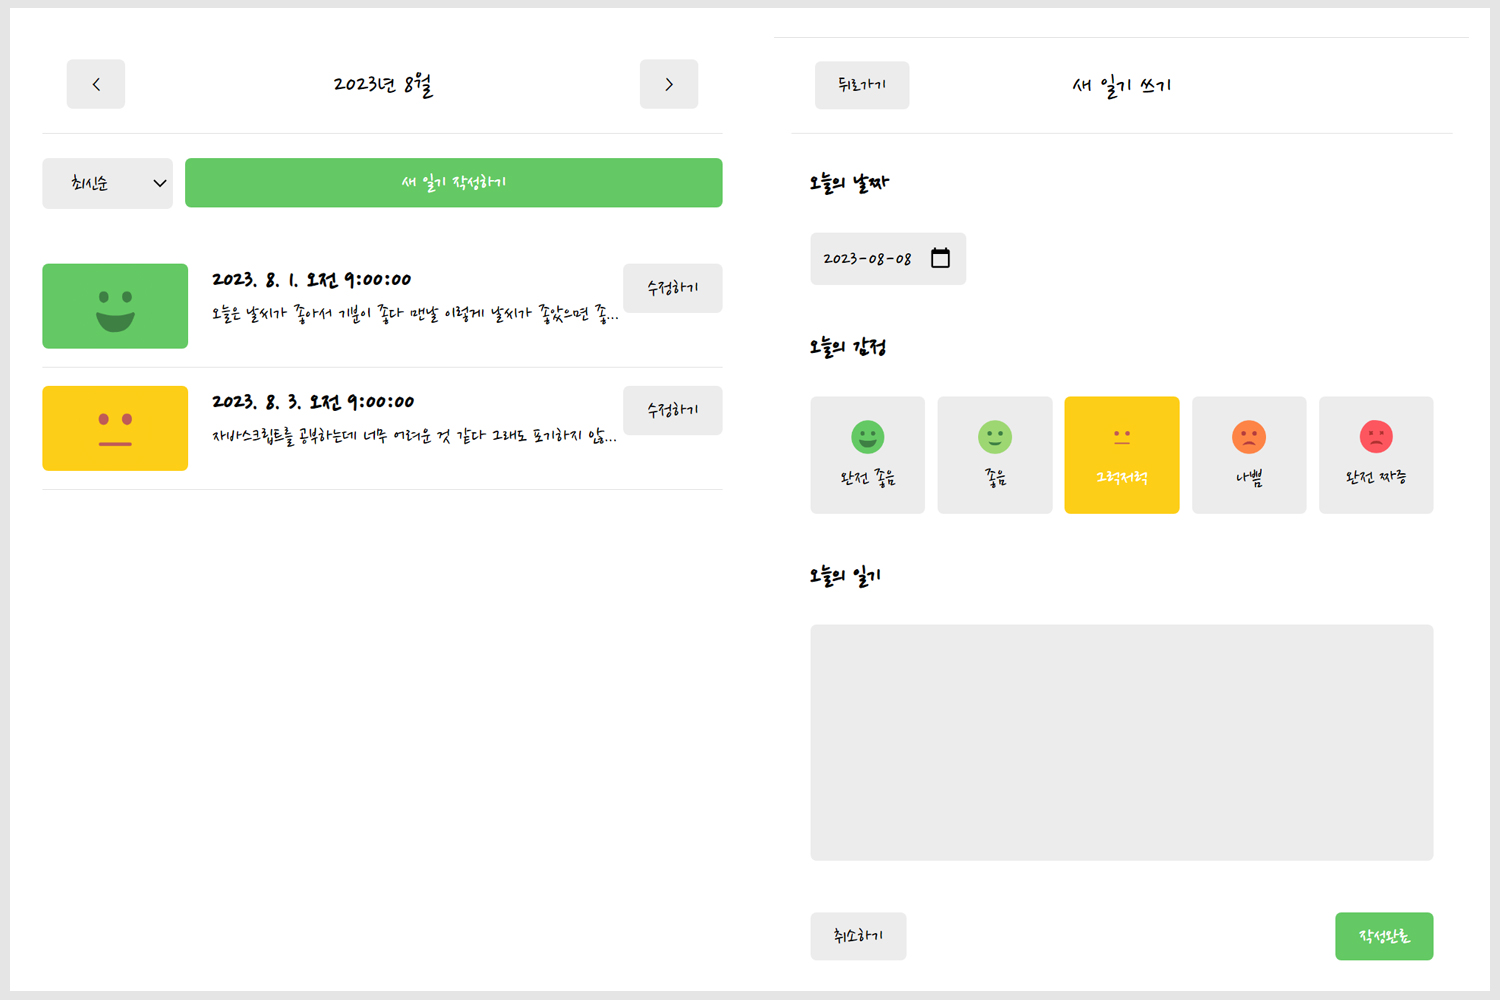 2023년 8월
최신순
새 일기 작성하기
2023. 8. 1. 오전 9:00:00
오늘은 날씨가 좋아서 기분이 좋다 맨날 이렇게 날씨가 좋았으면 좋...
수정하기
2023. 8. 3. 오전 9:00:00
자바스크립트를 공부하는데 너무 어려운 것 같다 그래도 포기하지 않...
수정하기
뒤로가기
새 일기 쓰기
오늘의 날짜
2023-08-08
오늘의 감정
완전 좋음
좋음
그럭저럭
나쁨
완전 짜증
오늘의 일기
취소하기
작성완료